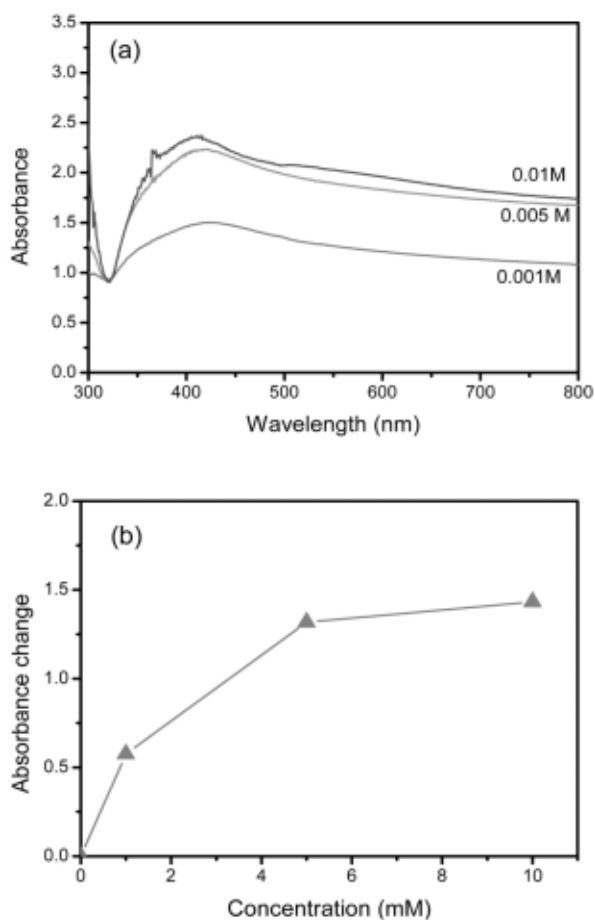 (a)
3.5
3.0
2.5
2.0
1.5
1.0
0.5
0.0
Absorbance
0.01M
0.005 M
0.001M
300 400 500 600 700 800
Wavelength (nm)
(b)
2.0
1.5
1.0
0.5
0.0
Absorbance change
0 2 4 6 8 10
Concentration (mM)